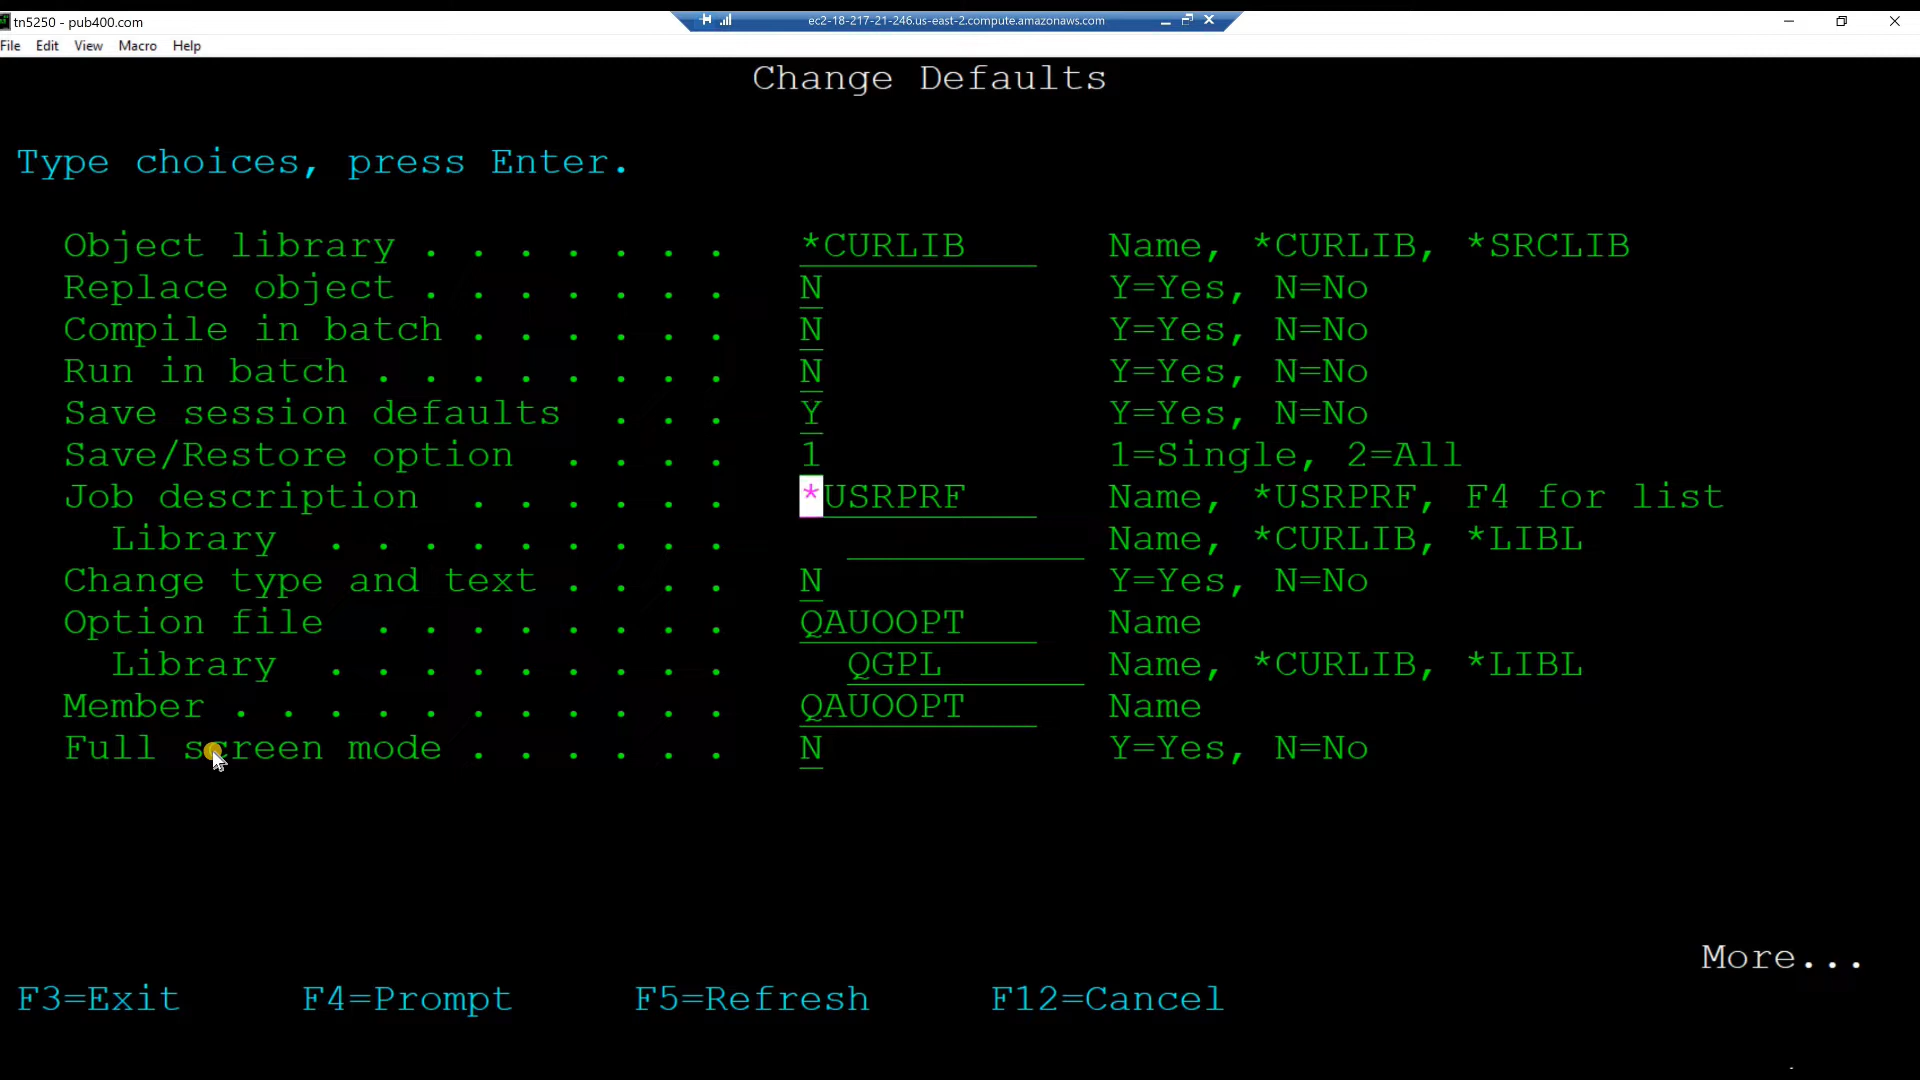 tn5250 - pub400.com
ec2-18-217-21-246.us-east-2.compute.amazonaws.com
File Edit View Macro Help
Change Defaults
Type choices, press Enter.
Object library . . . . . . . *CURLIB Name, *CURLIB, *SRCLIB
Replace object . . . . . . . N Y=Yes, N=No
Compile in batch . . . . . . N Y=Yes, N=No
Run in batch . . . . . . . . N Y=Yes, N=No
Save session defaults . . . Y Y=Yes, N=No
Save/Restore option . . . . 1 1=Single, 2=All
Job description . . . . . . *USRPRF Name, *USRPRF, F4 for list
Library . . . . . . . . . Name, *CURLIB, *LIBL
Change type and text . . . . N Y=Yes, N=No
Option file . . . . . . . . QAUOOPT Name
Library . . . . . . . . . QGPL Name, *CURLIB, *LIBL
Member . . . . . . . . . . . QAUOOPT Name
Full screen mode . . . . . . N Y=Yes, N=No
More...
F3=Exit F4=Prompt F5=Refresh F12=Cancel